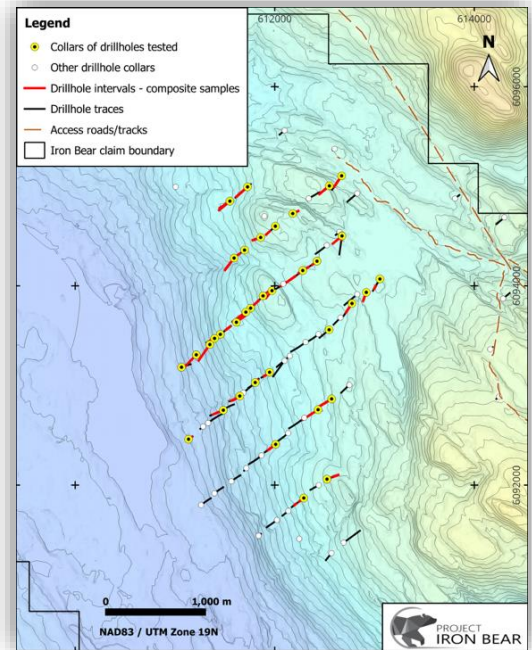 612000
614000
Legend
Collars of drillholes tested
Other drillhole collars
Drillhole intervals - composite samples
Drillhole traces
Access roads/tracks
Iron Bear claim boundary
N
6096000
6094000
6092000
0 1,000 m
NAD83 / UTM Zone 19N
PROJECT
IRON BEAR